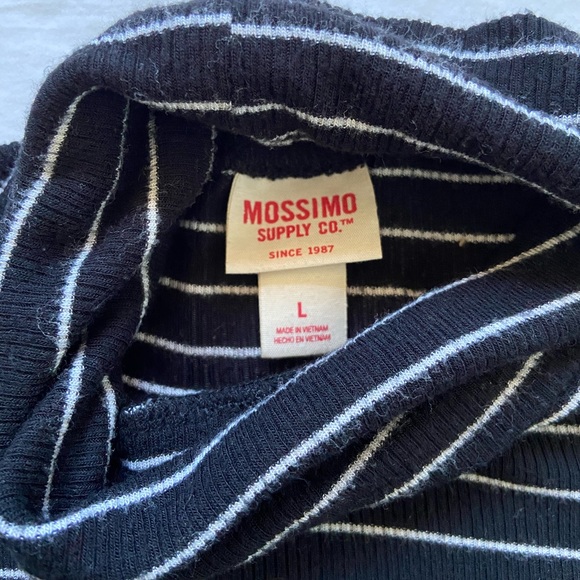 MOSSIMO
SUPPLY CO.™
SINCE 1987
L
MADE IN VIETNAM
HECHO EN VIETNAM